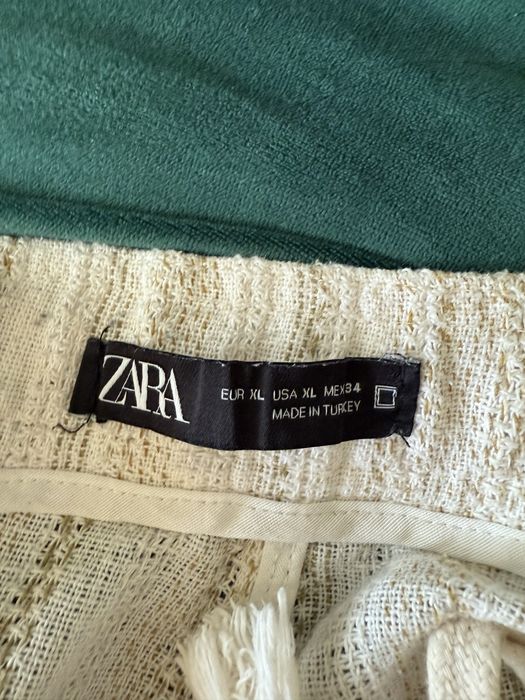 ZARA
EUR XL USA XL MEX 34
MADE IN TURKEY